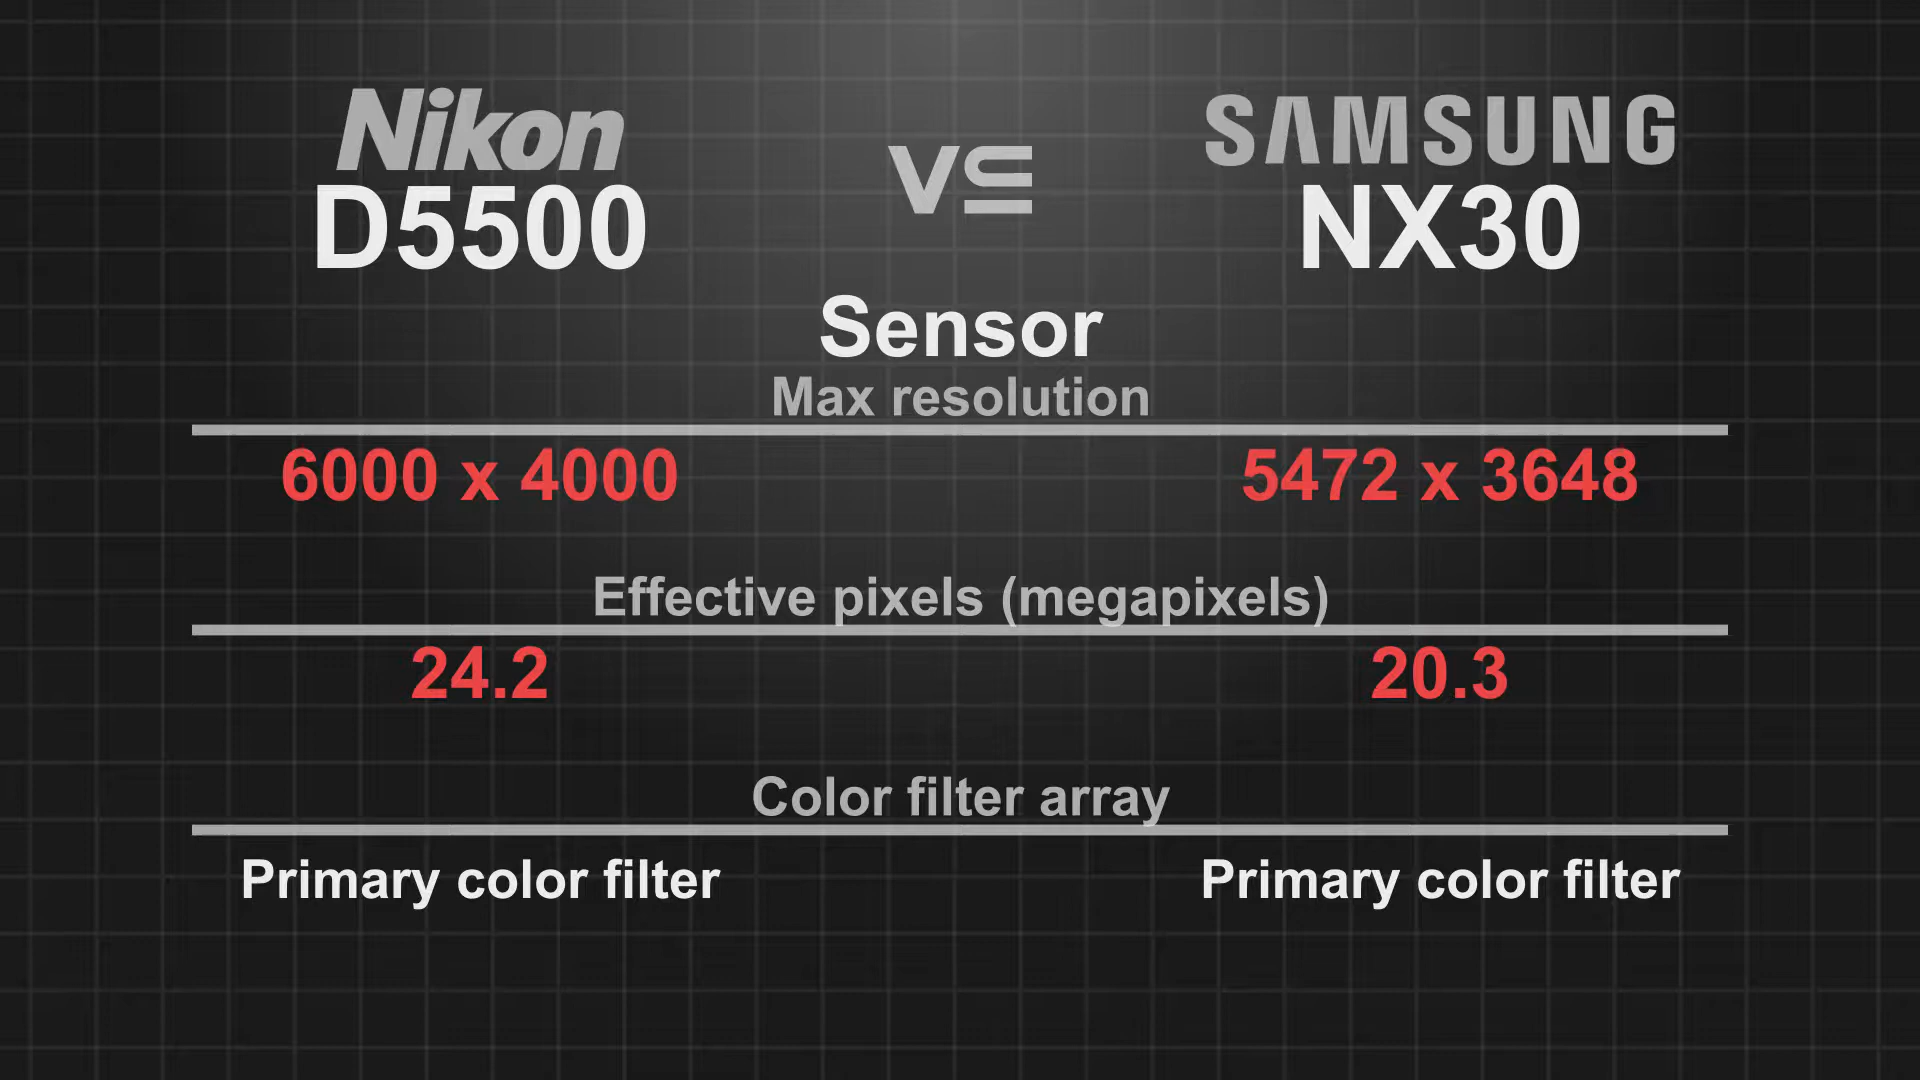 Nikon VS SAMSUNG
D5500 NX30
Sensor
Max resolution
6000 x 4000 5472 x 3648
Effective pixels (megapixels)
24.2 20.3
Color filter array
Primary color filter Primary color filter